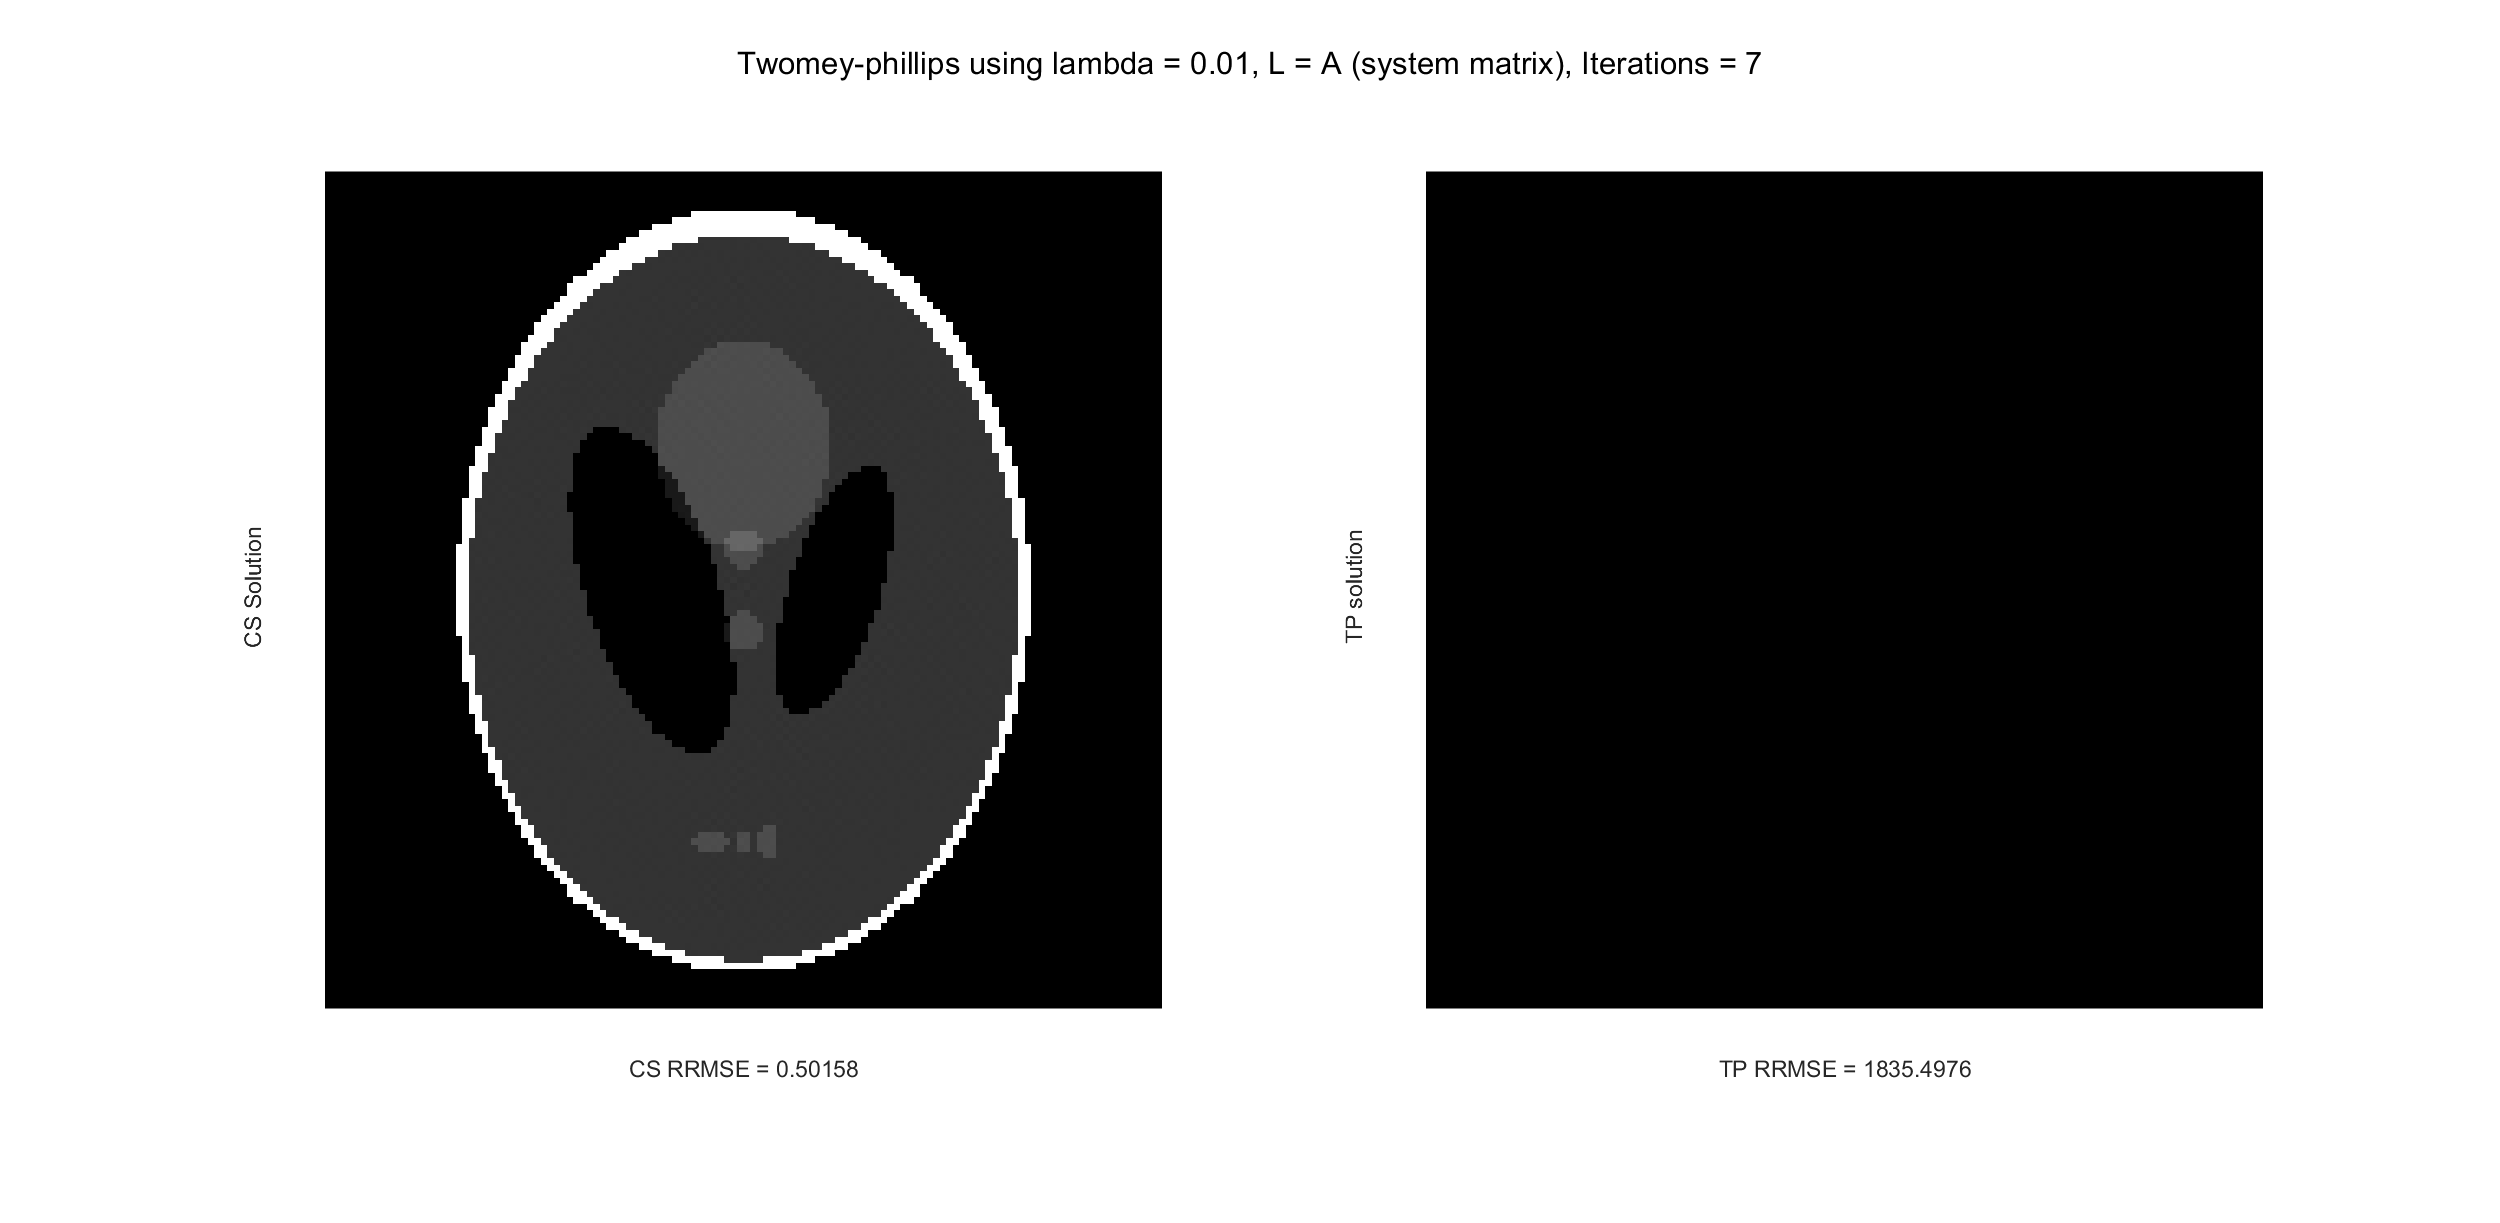 Twomey-phillips using lambda = 0.01, L = A (system matrix), Iterations = 7
CS Solution
TP solution
CS RRMSE = 0.50158
TP RRMSE = 1835.4976